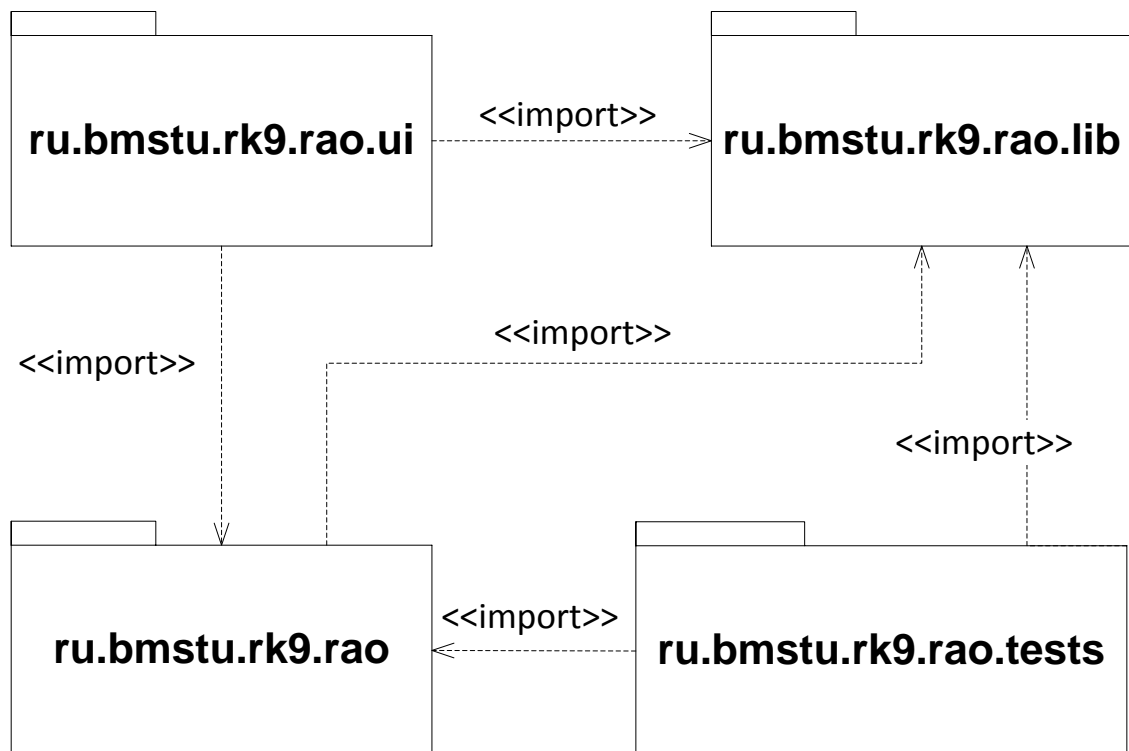 <<import>>
ru.bmstu.rk9.rao.ui
ru.bmstu.rk9.rao.lib
<<import>>
<<import>>
<<import>>
<<import>>
ru.bmstu.rk9.rao
ru.bmstu.rk9.rao.tests